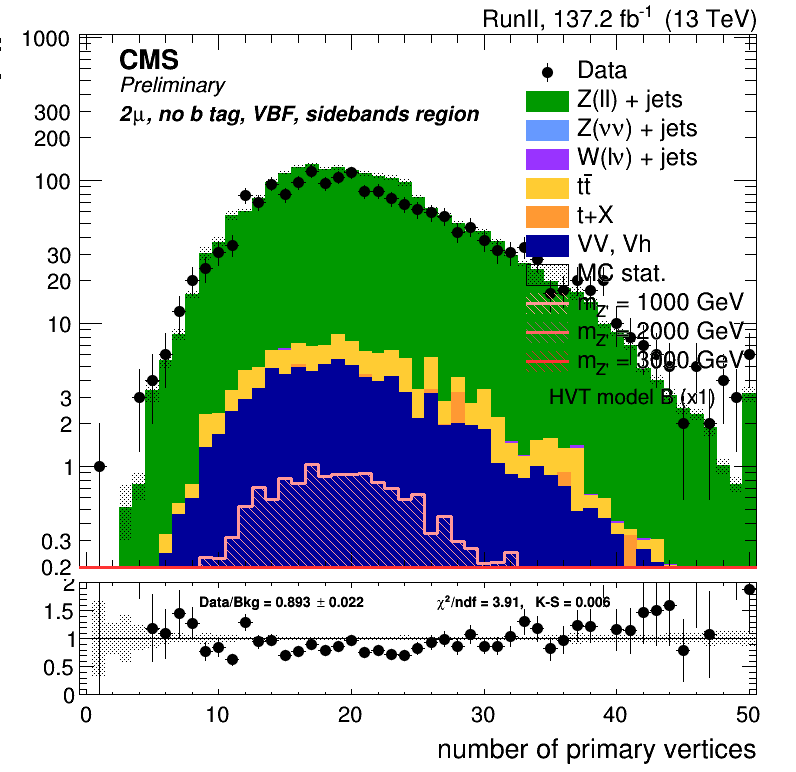 RunII, 137.2 fb-1 (13 TeV)
CMS
Preliminary
2μ, no b tag, VBF, sidebands region
Data
Z(ll) + jets
Z(νν) + jets
W(lν) + jets
tt̄
t+X
VV, Vh
MC stat.
mZ' = 1000 GeV
mZ' = 2000 GeV
mZ' = 3000 GeV
HVT model B (x1)
1000
300
200
100
30
20
10
3
2
1
0.3
0.2
Data/Bkg = 0.893 ± 0.022
χ²/ndf = 3.91, K-S = 0.006
2
1.5
1
0.5
0
0 10 20 30 40 50
number of primary vertices